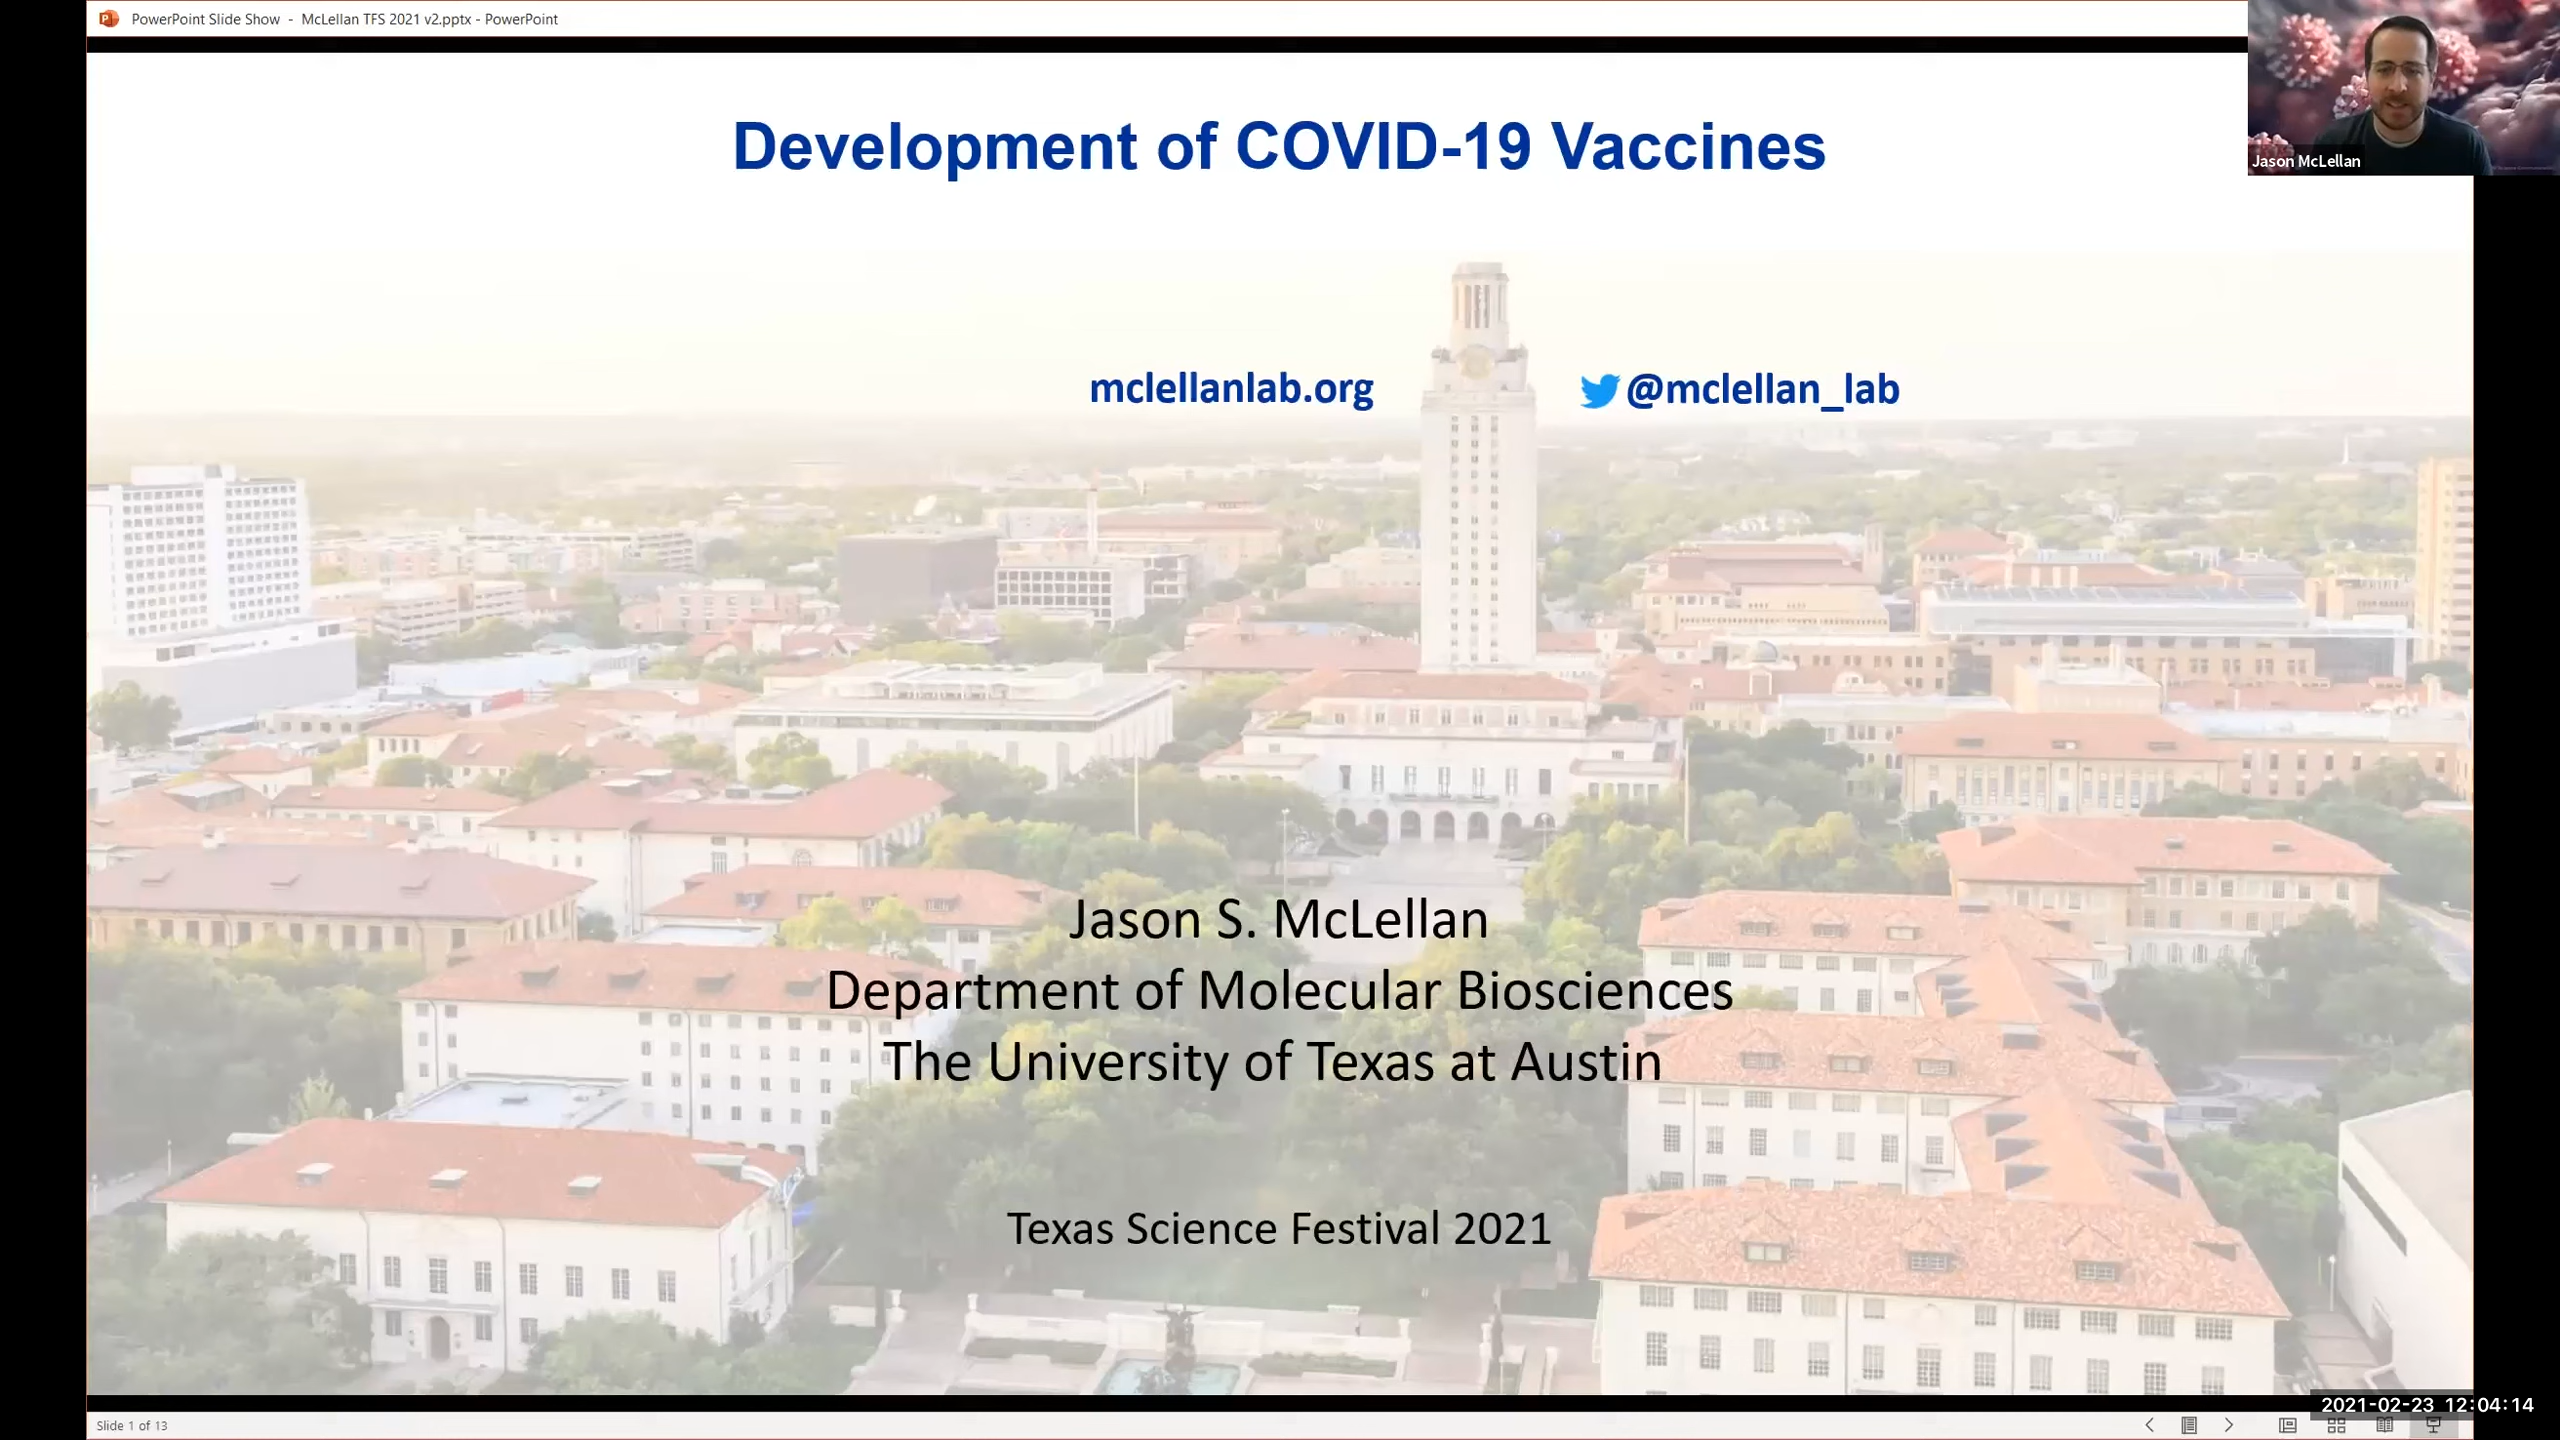 PowerPoint Slide Show - McLellan TFS 2021 v2.pptx - PowerPoint
Jason McLellan
Development of COVID-19 Vaccines
mclellanlab.org
@mclellan_lab
Jason S. McLellan
Department of Molecular Biosciences
The University of Texas at Austin
Texas Science Festival 2021
2021-02-23 12:04:14
Slide 1 of 13